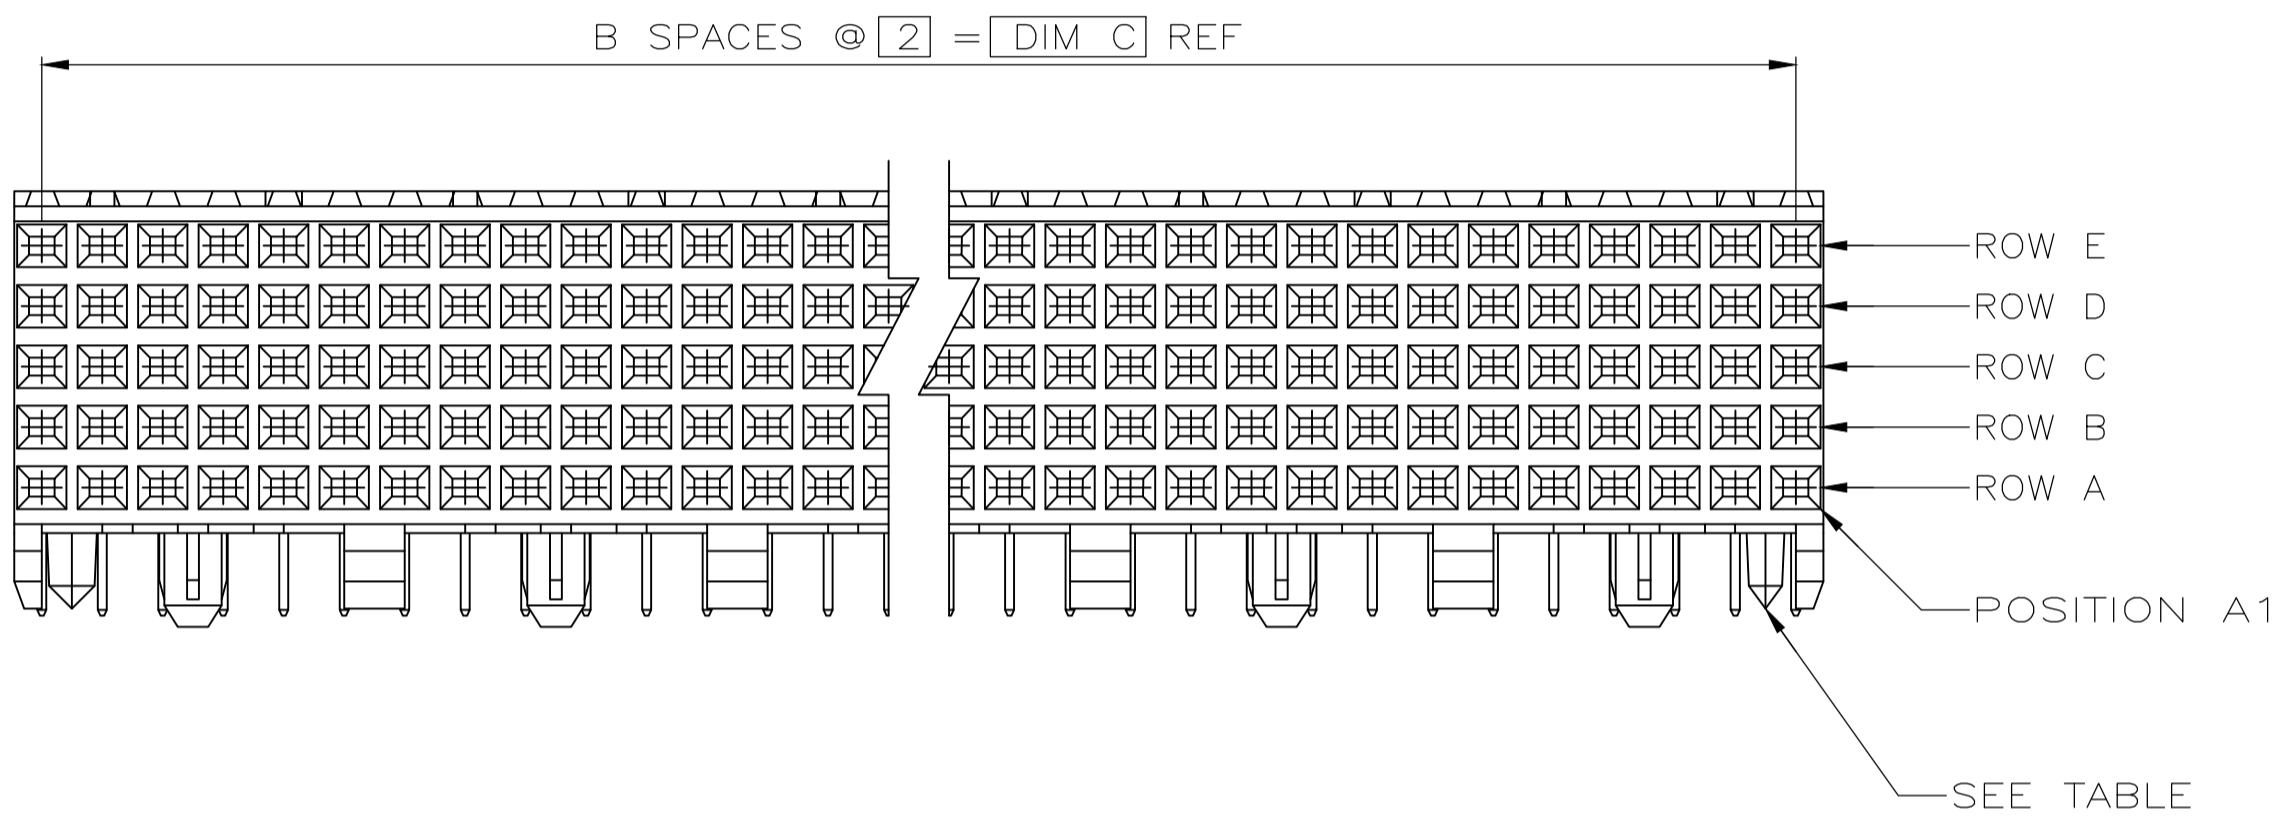 B SPACES @ 2 = DIM C REF
ROW E
ROW D
ROW C
ROW B
ROW A
POSITION A1
SEE TABLE